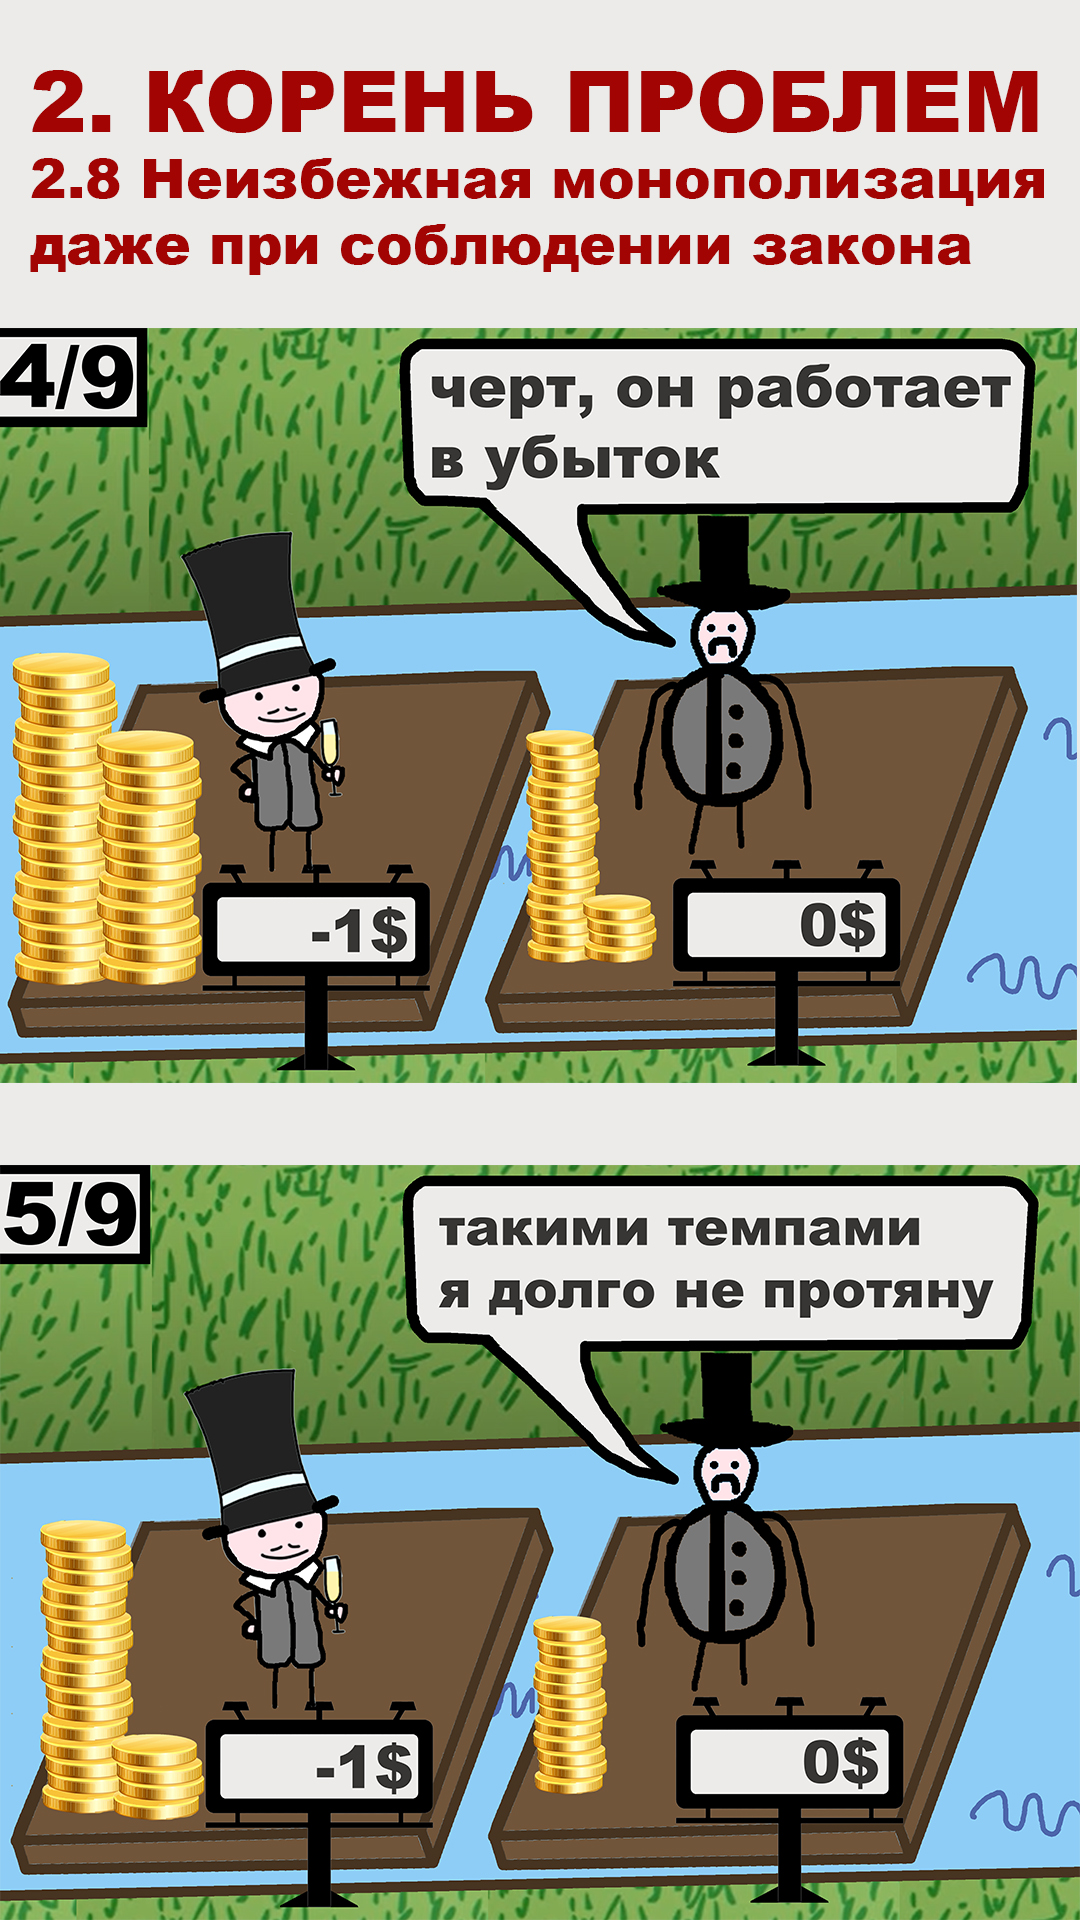 2. КОРЕНЬ ПРОБЛЕМ
2.8 Неизбежная монополизация
даже при соблюдении закона
4/9
черт, он работает
в убыток
-1$
0$
5/9
такими темпами
я долго не протяну
-1$
0$